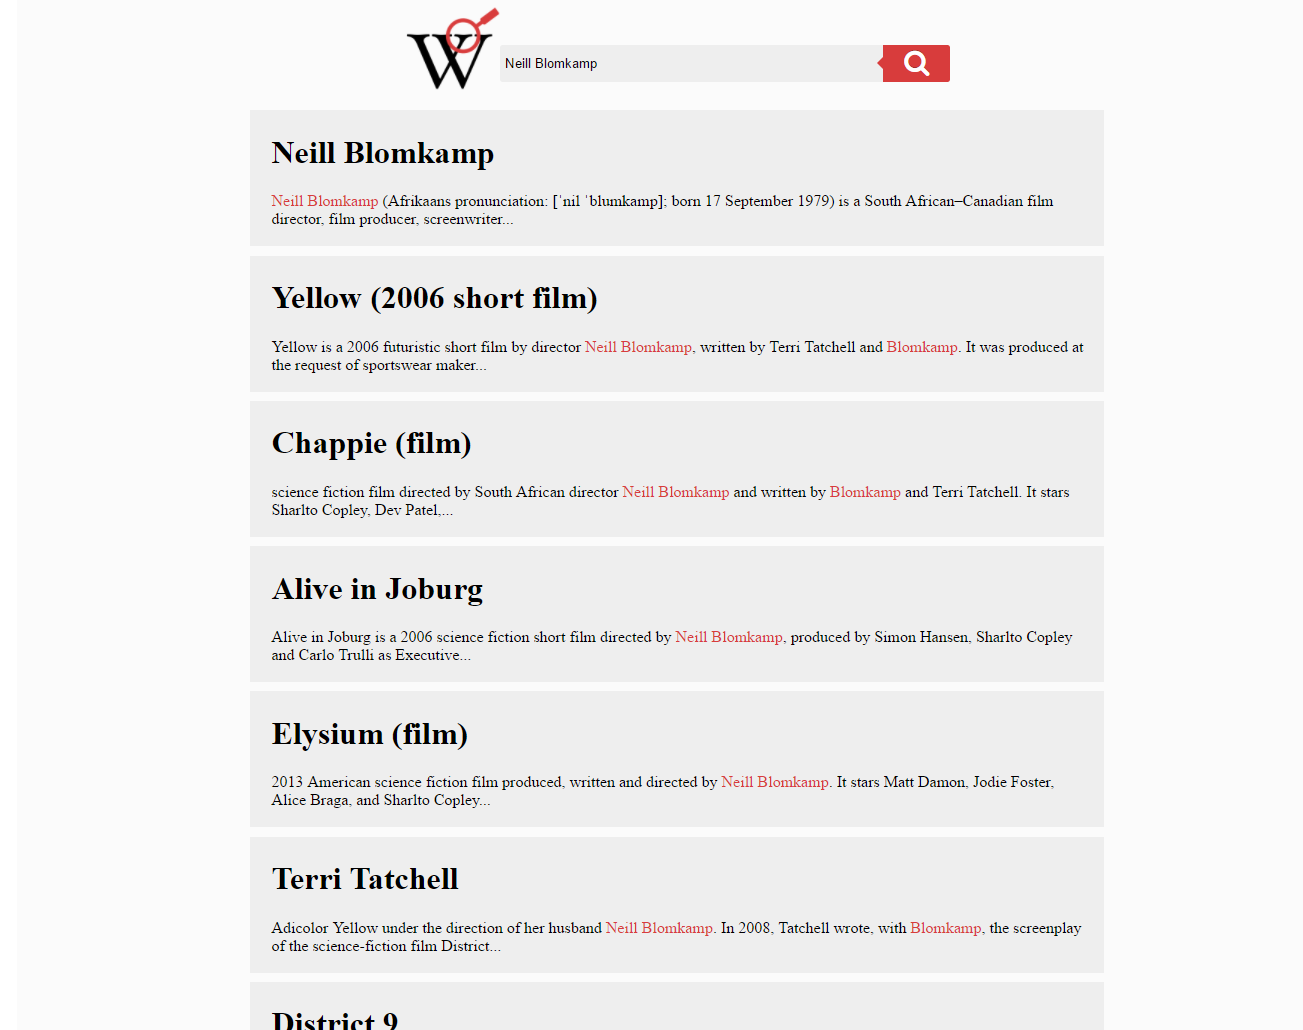 W
Neill Blomkamp
Neill Blomkamp
Neill Blomkamp (Afrikaans pronunciation: [ˈnil ˈblumkamp]; born 17 September 1979) is a South African–Canadian film
director, film producer, screenwriter...
Yellow (2006 short film)
Yellow is a 2006 futuristic short film by director Neill Blomkamp, written by Terri Tatchell and Blomkamp. It was produced at
the request of sportswear maker...
Chappie (film)
science fiction film directed by South African director Neill Blomkamp and written by Blomkamp and Terri Tatchell. It stars
Sharlto Copley, Dev Patel,...
Alive in Joburg
Alive in Joburg is a 2006 science fiction short film directed by Neill Blomkamp, produced by Simon Hansen, Sharlto Copley
and Carlo Trulli as Executive...
Elysium (film)
2013 American science fiction film produced, written and directed by Neill Blomkamp. It stars Matt Damon, Jodie Foster,
Alice Braga, and Sharlto Copley...
Terri Tatchell
Adicolor Yellow under the direction of her husband Neill Blomkamp. In 2008, Tatchell wrote, with Blomkamp, the screenplay
of the science-fiction film District...
District 9